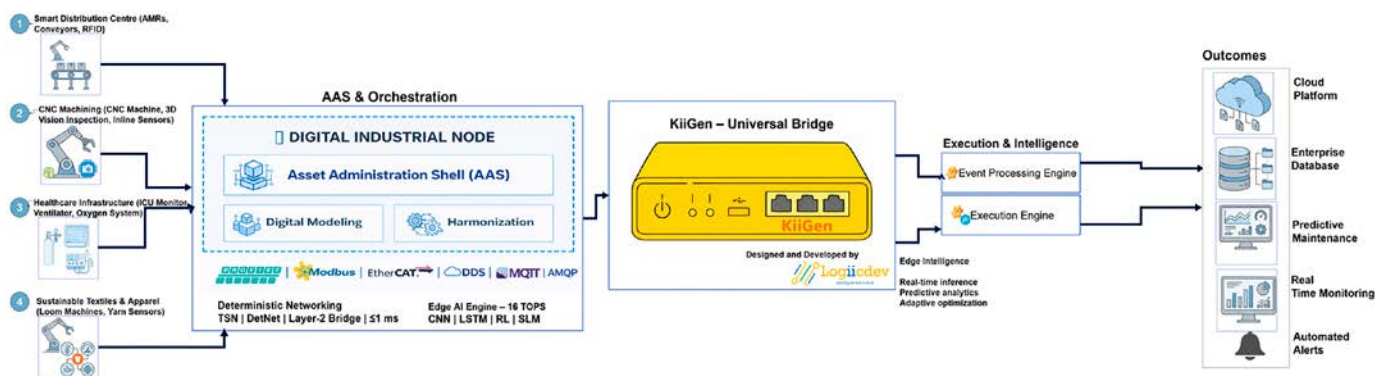 1
Smart Distribution Centre (AMRs,
Conveyors, RFID)
2
CNC Machining (CNC Machine, 3D
Vision Inspection, Inline Sensors)
3
Healthcare Infrastructure (ICU Monitor,
Ventilator, Oxygen System)
4
Sustainable Textiles & Apparel
(Loom Machines, Yarn Sensors)
AAS & Orchestration
DIGITAL INDUSTRIAL NODE
Asset Administration Shell (AAS)
Digital Modeling
Harmonization
Modbus | EtherCAT | DDS | MQTT | AMQP
Deterministic Networking
TSN | DetNet | Layer-2 Bridge | ≤1 ms
Edge AI Engine – 16 TOPS
CNN | LSTM | RL | SLM
KiiGen – Universal Bridge
KiiGen
Designed and Developed by
Logiicdev
Execution & Intelligence
Event Processing Engine
Execution Engine
Edge Intelligence
Real-time inference
Predictive analytics
Adaptive optimization
Outcomes
Cloud
Platform
Enterprise
Database
Predictive
Maintenance
Real
Time Monitoring
Automated
Alerts